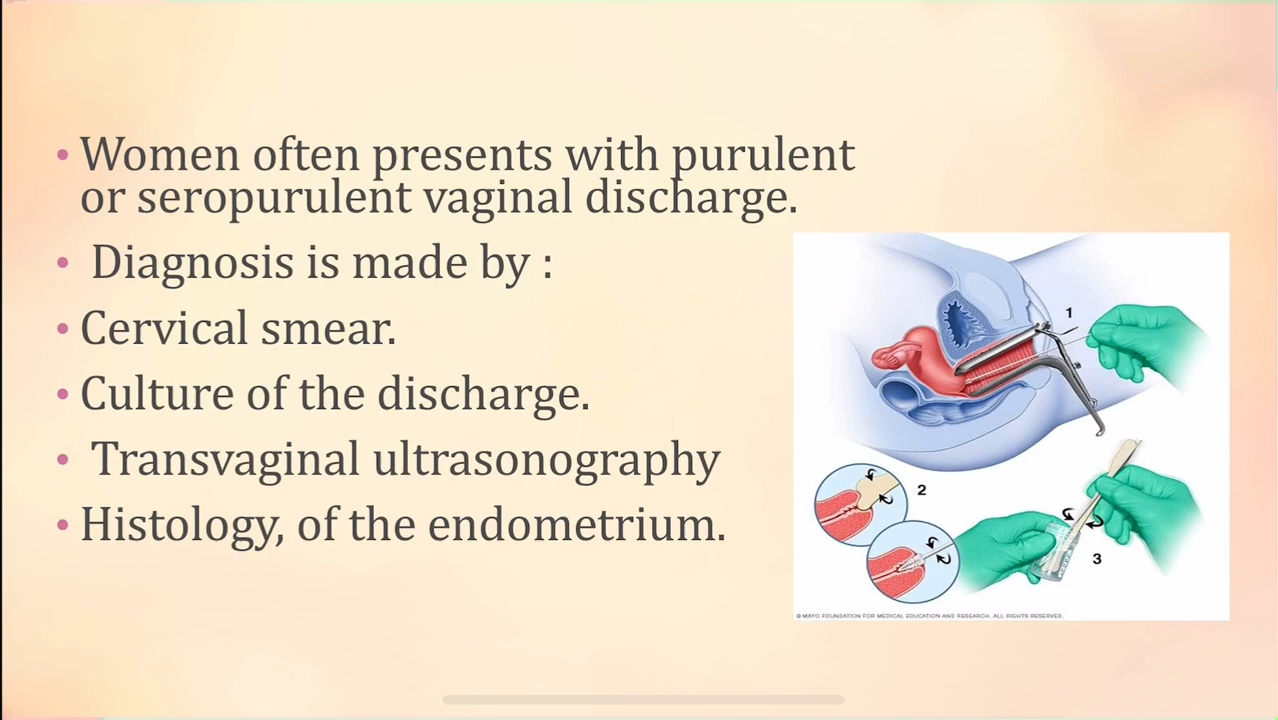 • Women often presents with purulent
or seropurulent vaginal discharge.
• Diagnosis is made by :
• Cervical smear.
• Culture of the discharge.
• Transvaginal ultrasonography
• Histology, of the endometrium.
1
2
3
© MAYO FOUNDATION FOR MEDICAL EDUCATION AND RESEARCH. ALL RIGHTS RESERVED.